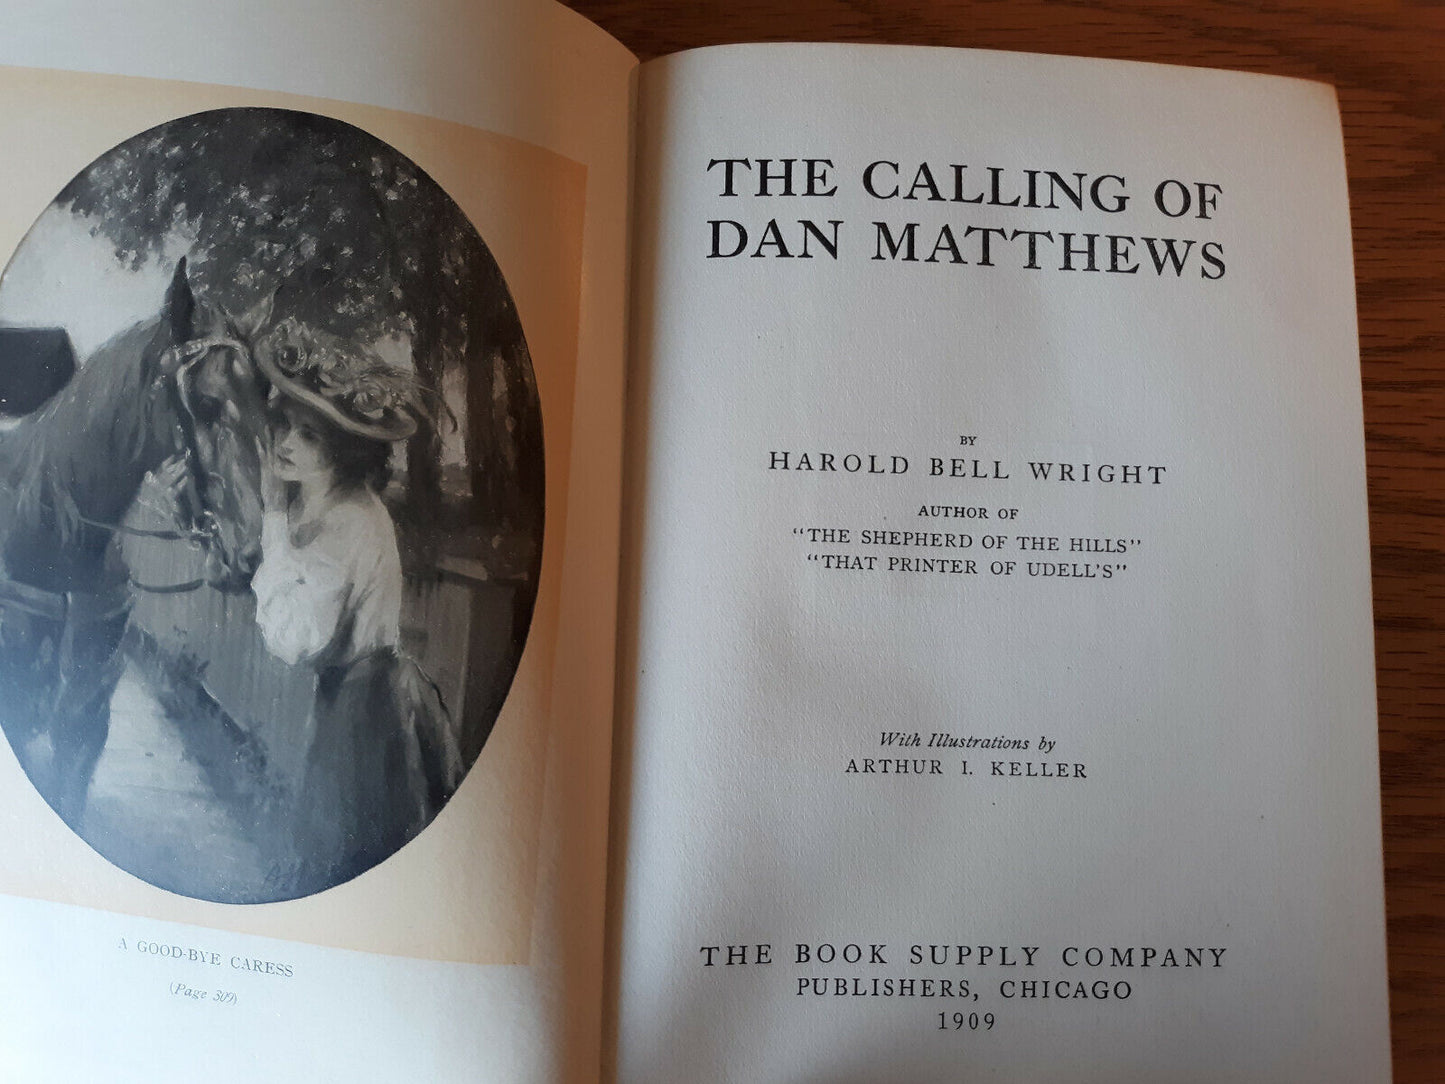 A GOOD-BYE CARESS
(Page 309)
THE CALLING OF
DAN MATTHEWS
BY
HAROLD BELL WRIGHT
AUTHOR OF
"THE SHEPHERD OF THE HILLS"
"THAT PRINTER OF UDELL'S"
With Illustrations by
ARTHUR I. KELLER
THE BOOK SUPPLY COMPANY
PUBLISHERS, CHICAGO
1909